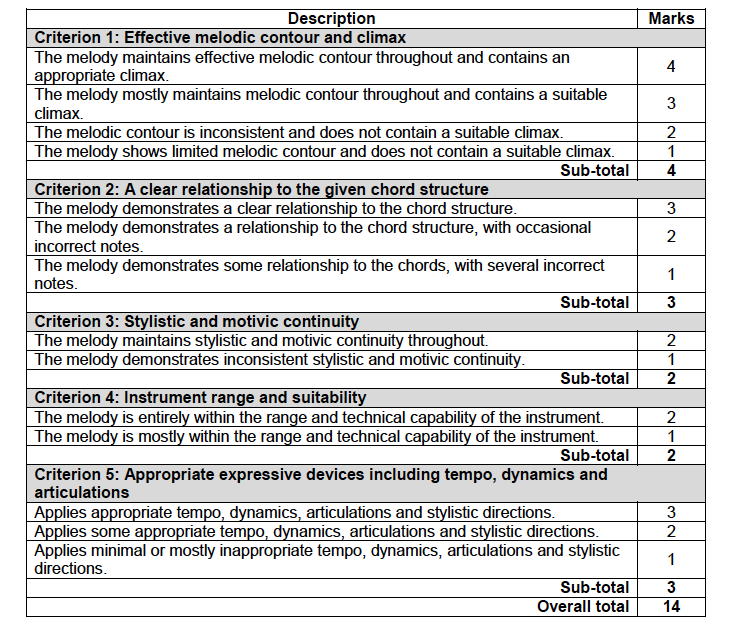 Description Marks
Criterion 1: Effective melodic contour and climax
The melody maintains effective melodic contour throughout and contains an
appropriate climax. 4
The melody mostly maintains melodic contour throughout and contains a suitable
climax. 3
The melodic contour is inconsistent and does not contain a suitable climax. 2
The melody shows limited melodic contour and does not contain a suitable climax. 1
Sub-total 4
Criterion 2: A clear relationship to the given chord structure
The melody demonstrates a clear relationship to the chord structure. 3
The melody demonstrates a relationship to the chord structure, with occasional
incorrect notes. 2
The melody demonstrates some relationship to the chords, with several incorrect
notes. 1
Sub-total 3
Criterion 3: Stylistic and motivic continuity
The melody maintains stylistic and motivic continuity throughout. 2
The melody demonstrates inconsistent stylistic and motivic continuity. 1
Sub-total 2
Criterion 4: Instrument range and suitability
The melody is entirely within the range and technical capability of the instrument. 2
The melody is mostly within the range and technical capability of the instrument. 1
Sub-total 2
Criterion 5: Appropriate expressive devices including tempo, dynamics and
articulations
Applies appropriate tempo, dynamics, articulations and stylistic directions. 3
Applies some appropriate tempo, dynamics, articulations and stylistic directions. 2
Applies minimal or mostly inappropriate tempo, dynamics, articulations and stylistic
directions. 1
Sub-total 3
Overall total 14